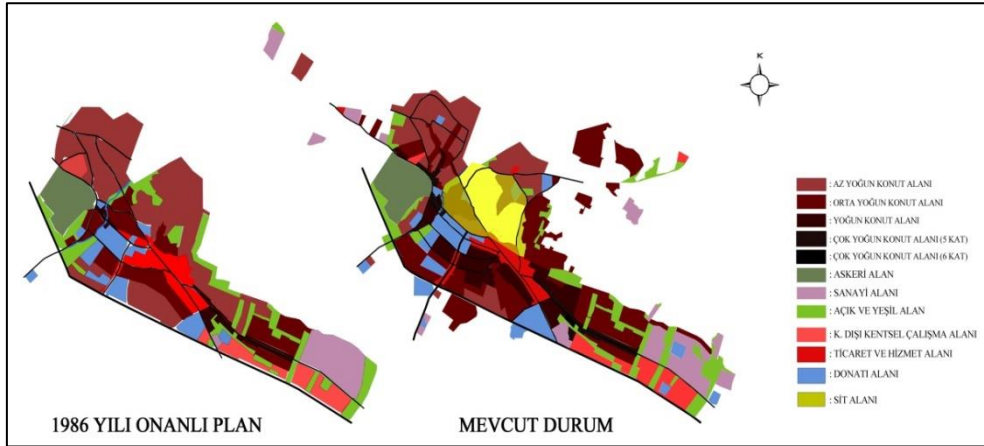 K
: AZ YOĞUN KONUT ALANI
: ORTA YOĞUN KONUT ALANI
: YOĞUN KONUT ALANI
: ÇOK YOĞUN KONUT ALANI (5 KAT)
: ÇOK YOĞUN KONUT ALANI (6 KAT)
: ASKERİ ALAN
: SANAYİ ALANI
: AÇIK VE YEŞİL ALAN
: K. DIŞI KENTSEL ÇALIŞMA ALANI
: TİCARET VE HİZMET ALANI
: DONATI ALANI
: SİT ALANI
1986 YILI ONANLI PLAN
MEVCUT DURUM